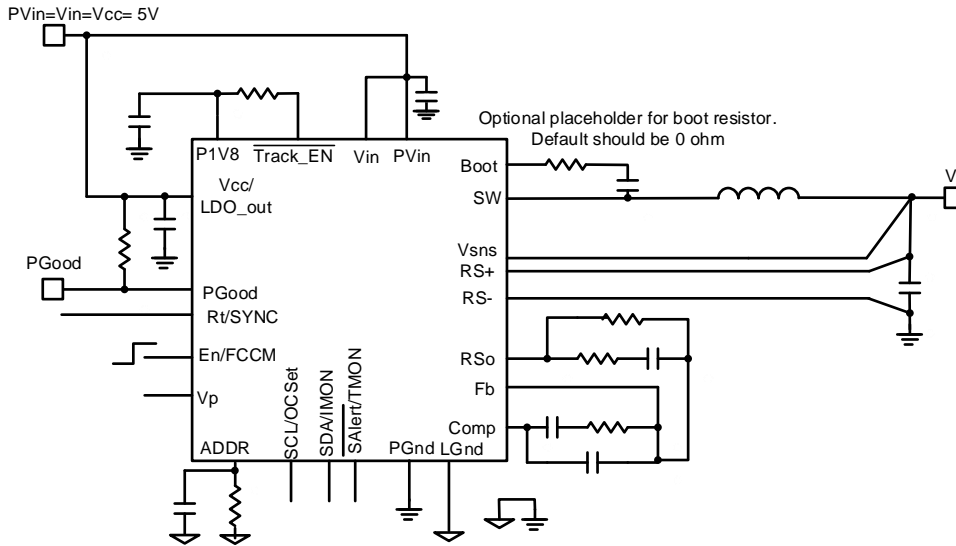 PVin=Vin=Vcc= 5V
Optional placeholder for boot resistor.
Default should be 0 ohm
P1V8
Track_EN
Vin
PVin
Boot
Vcc/
LDO_out
SW
V
Vsns
RS+
RS-
PGood
PGood
Rt/SYNC
En/FCCM
Vp
RSo
Fb
Comp
ADDR
SCL/OCSet
SDA/IMON
SAlert/TMON
PGnd
LGnd